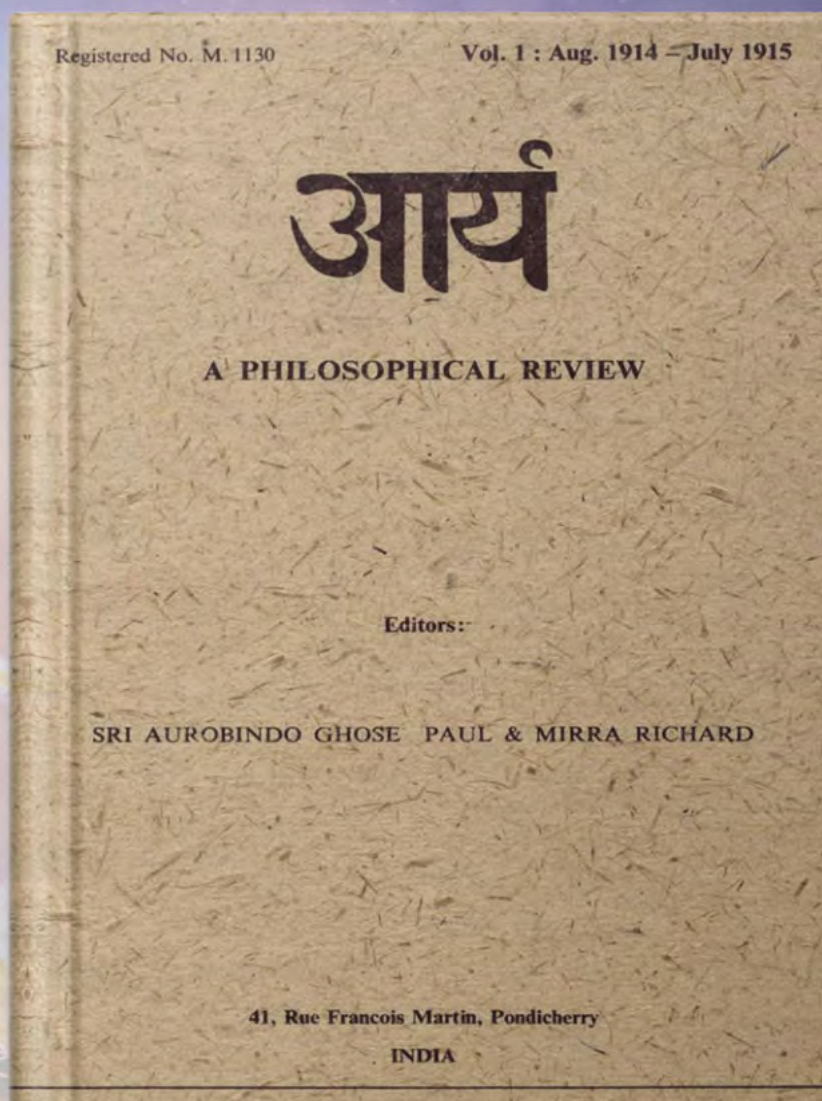 Registered No. M. 1130
Vol. 1 : Aug. 1914 – July 1915
आर्य
A PHILOSOPHICAL REVIEW
Editors:
SRI AUROBINDO GHOSE PAUL & MIRRA RICHARD
41, Rue Francois Martin, Pondicherry
INDIA